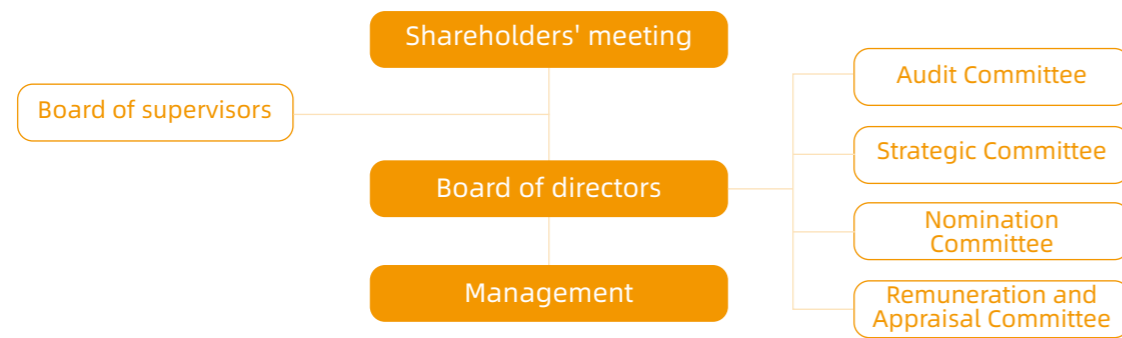 Shareholders' meeting
Board of supervisors
Board of directors
Management
Audit Committee
Strategic Committee
Nomination
Committee
Remuneration and
Appraisal Committee